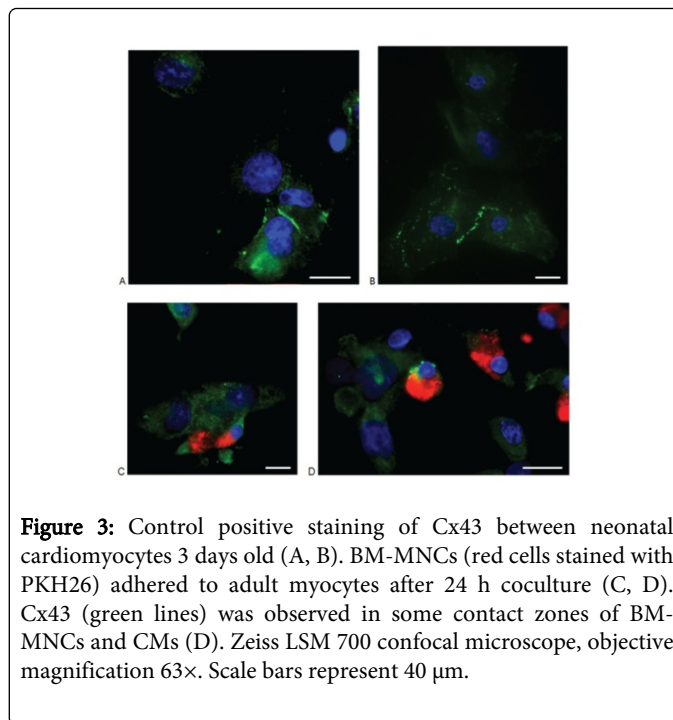 A
B
C
D
Figure 3: Control positive staining of Cx43 between neonatal
cardiomyocytes 3 days old (A, B). BM-MNCs (red cells stained with
PKH26) adhered to adult myocytes after 24 h coculture (C, D).
Cx43 (green lines) was observed in some contact zones of BM-
MNCs and CMs (D). Zeiss LSM 700 confocal microscope, objective
magnification 63×. Scale bars represent 40 µm.